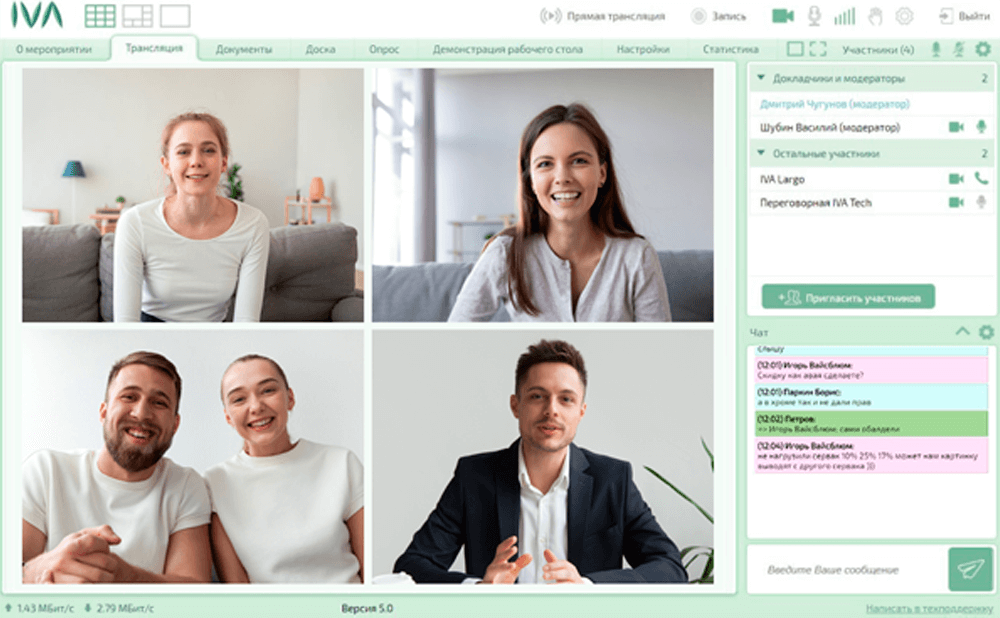 IVA
Прямая трансляция
Запись
Выйти
О мероприятии
Трансляция
Документы
Доска
Опрос
Демонстрация рабочего стола
Настройки
Статистика
Участники (4)
Докладчики и модераторы 2
Дмитрий Чугунов (модератор)
Шубин Василий (модератор)
Остальные участники 2
IVA Largo
Переговорная IVA Tech
Пригласить участников
Чат
слышу
(12:01) Игорь Вайсблюм:
Скидку как авая сделаете?
(12:01) Паркин Борис:
а в хроме так и не дали прав
(12:02) Петров:
=> Игорь Вайсблюм: сами обалдели
(12:04) Игорь Вайсблюм:
не нагрузили сервак 10% 25% 17% может нам картинку
выводят с другого сервака )))
Введите Ваше сообщение
1.43 МБит/с 2.79 МБит/с
Версия 5.0
Написать в техподдержку